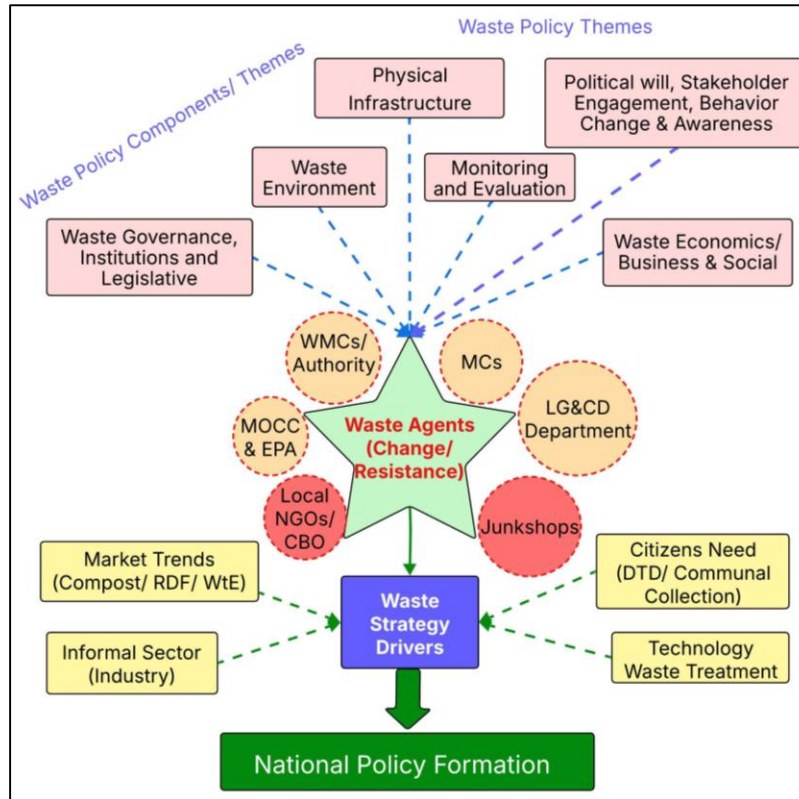 Waste Policy Themes
Waste Policy Components/ Themes
Physical
Infrastructure
Political will, Stakeholder
Engagement, Behavior
Change & Awareness
Waste
Environment
Monitoring
and Evaluation
Waste Governance,
Institutions and
Legislative
Waste Economics/
Business & Social
WMCs/
Authority
MCs
MOCC
& EPA
Waste Agents
(Change/
Resistance)
LG&CD
Department
Local
NGOs/
CBO
Junkshops
Market Trends
(Compost/ RDF/ WtE)
Citizens Need
(DTD/ Communal
Collection)
Waste
Strategy
Drivers
Informal Sector
(Industry)
Technology
Waste Treatment
National Policy Formation